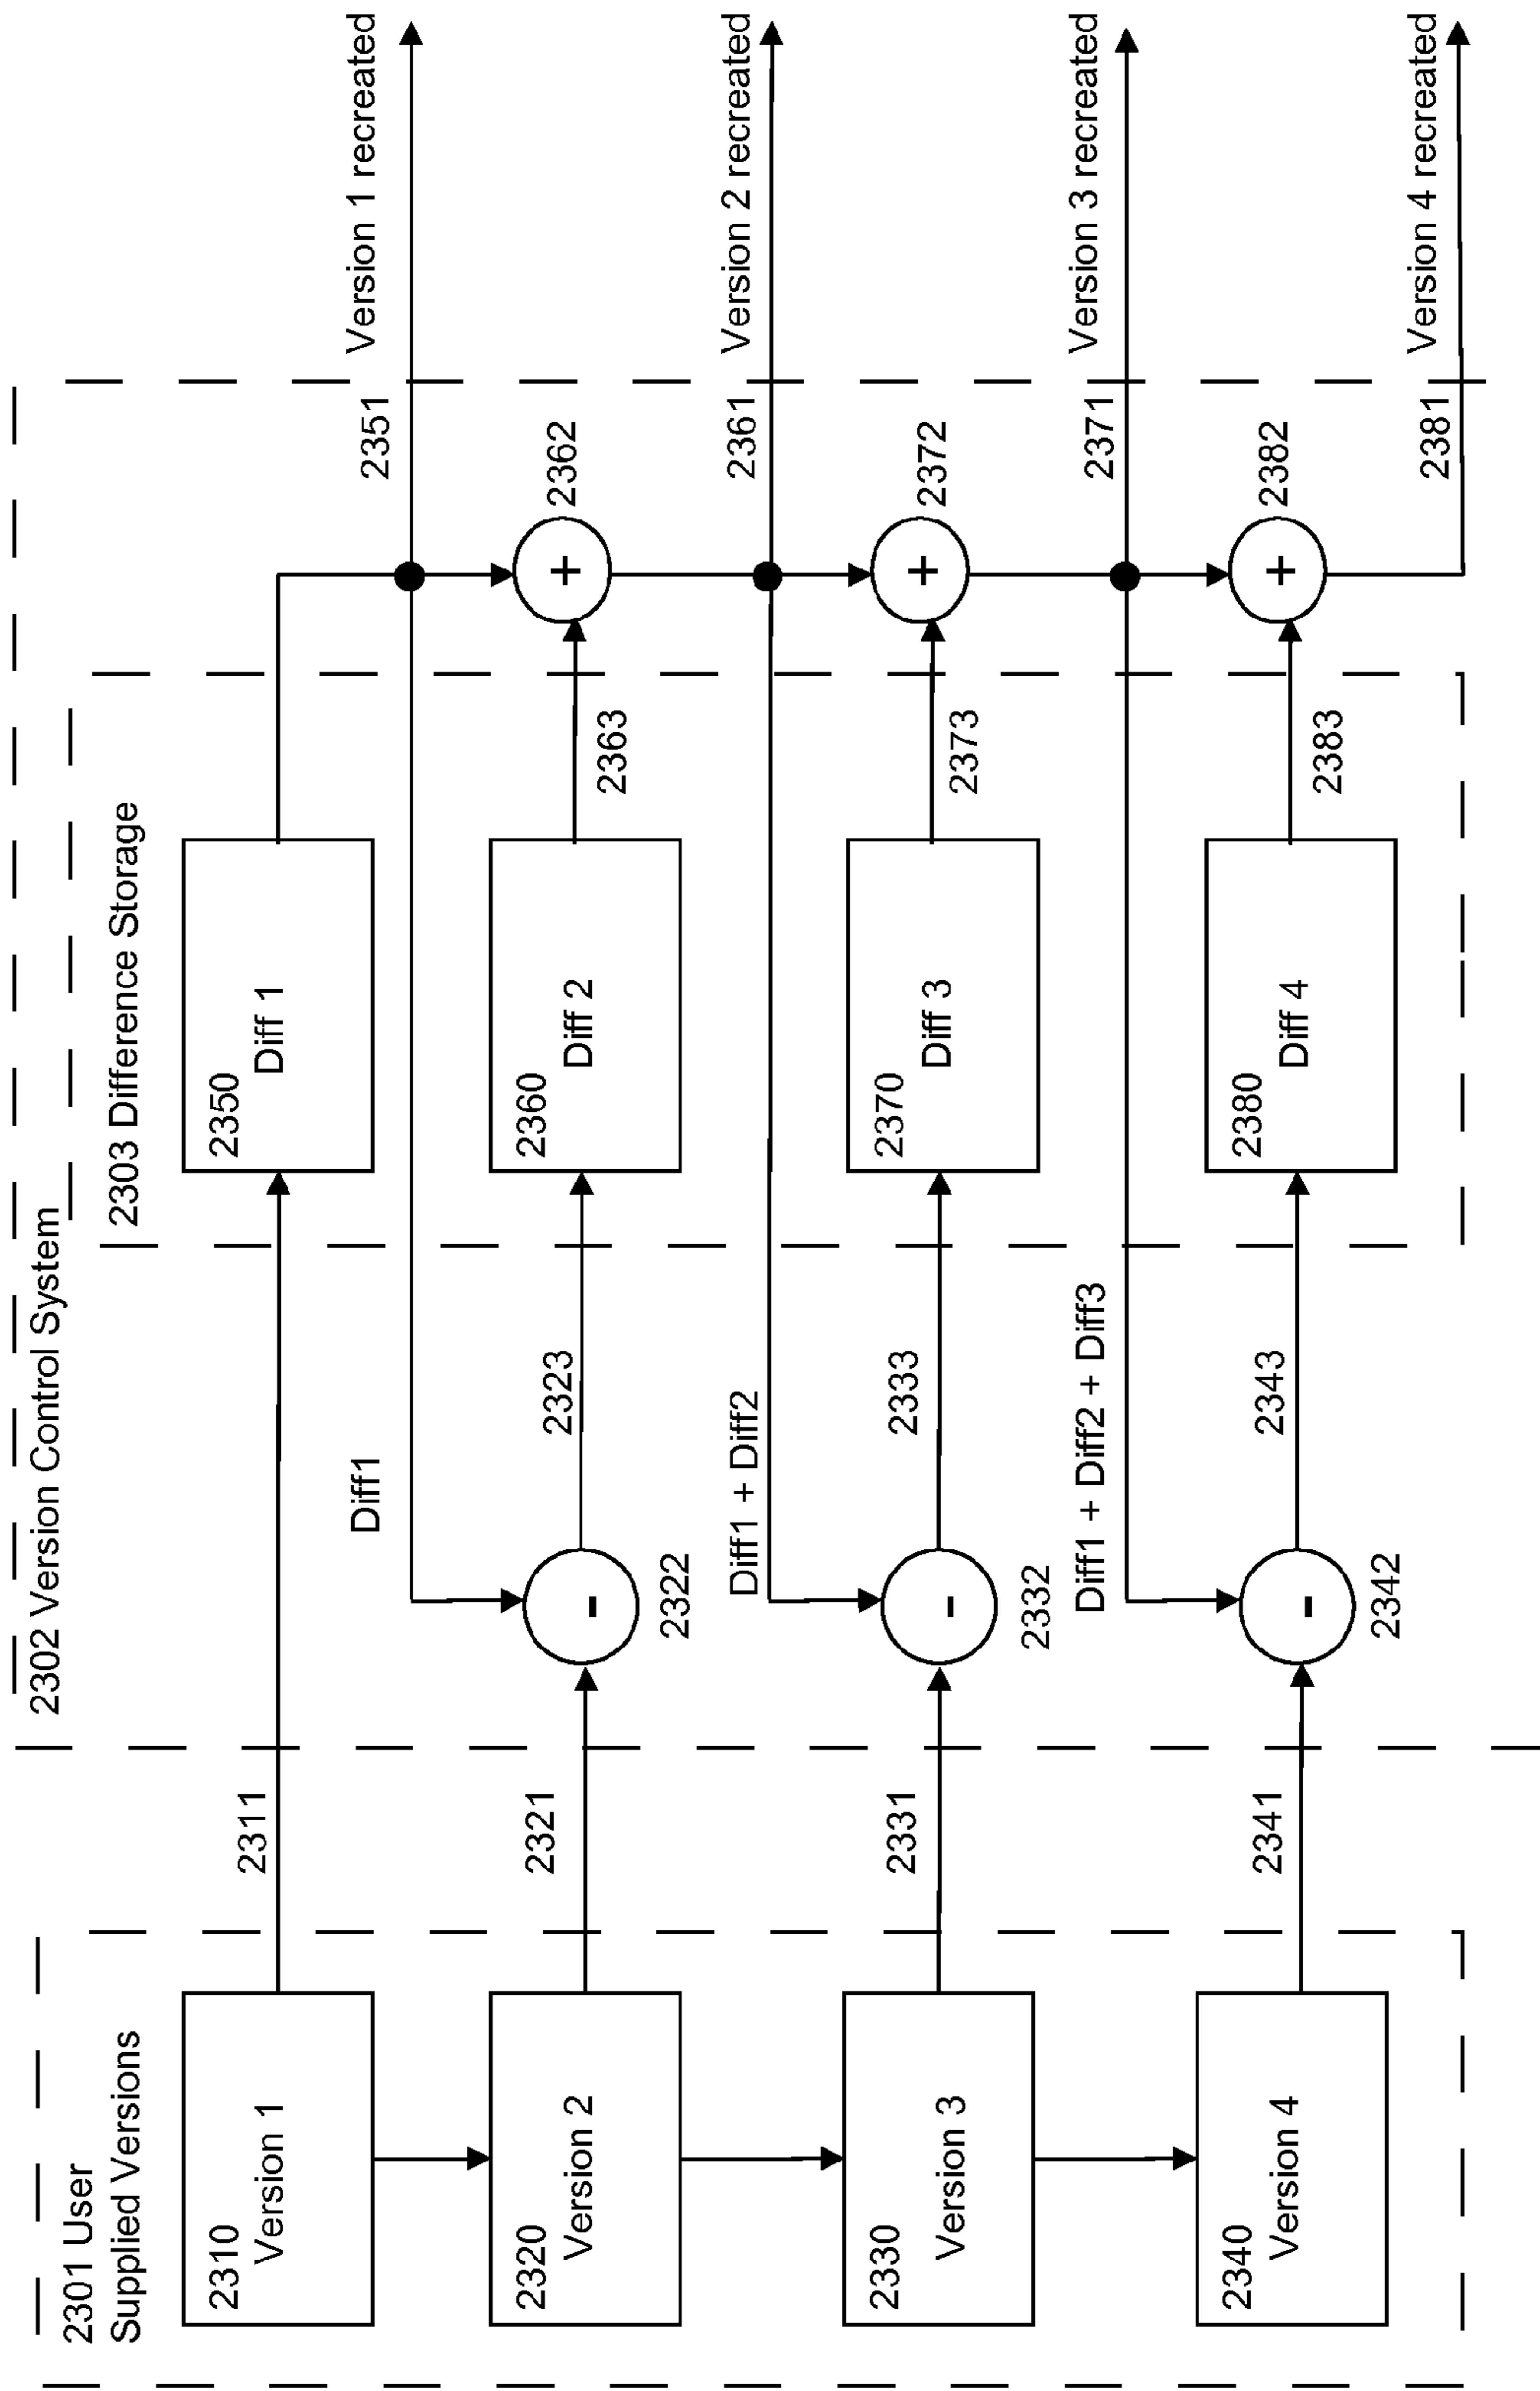 2301 User
Supplied Versions
2302 Version Control System
2303 Difference Storage
2310
Version 1
2311
2350
Diff 1
2351
Version 1 recreated
Diff1
2320
Version 2
2321
2322
2323
2360
Diff 2
2363
2362
2361
Version 2 recreated
Diff1 + Diff2
2330
Version 3
2331
2332
2333
2370
Diff 3
2373
2372
2371
Version 3 recreated
Diff1 + Diff2 + Diff3
2340
Version 4
2341
2342
2343
2380
Diff 4
2383
2382
2381
Version 4 recreated
-
-
-
+
+
+